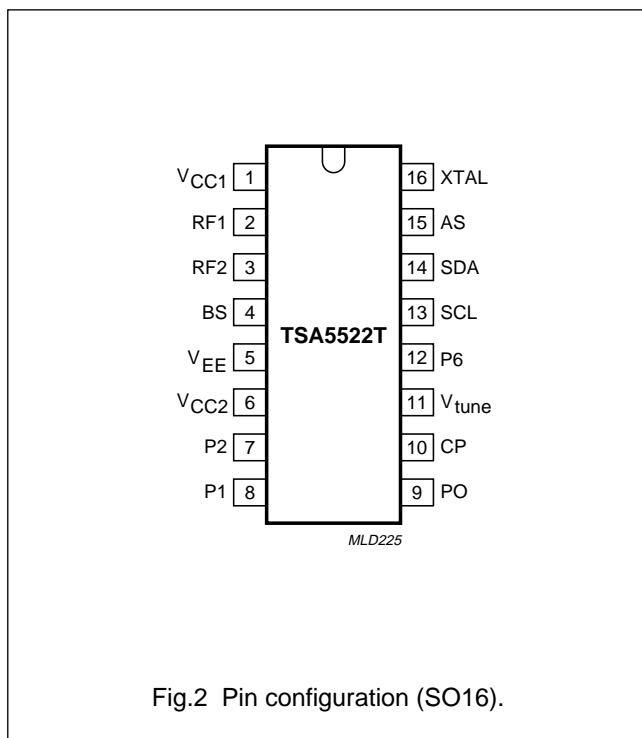 VCC1 1 16 XTAL
RF1 2 15 AS
RF2 3 14 SDA
BS 4 13 SCL
TSA5522T
VEE 5 12 P6
VCC2 6 11 Vtune
P2 7 10 CP
P1 8 9 PO
MLD225
Fig.2 Pin configuration (SO16).